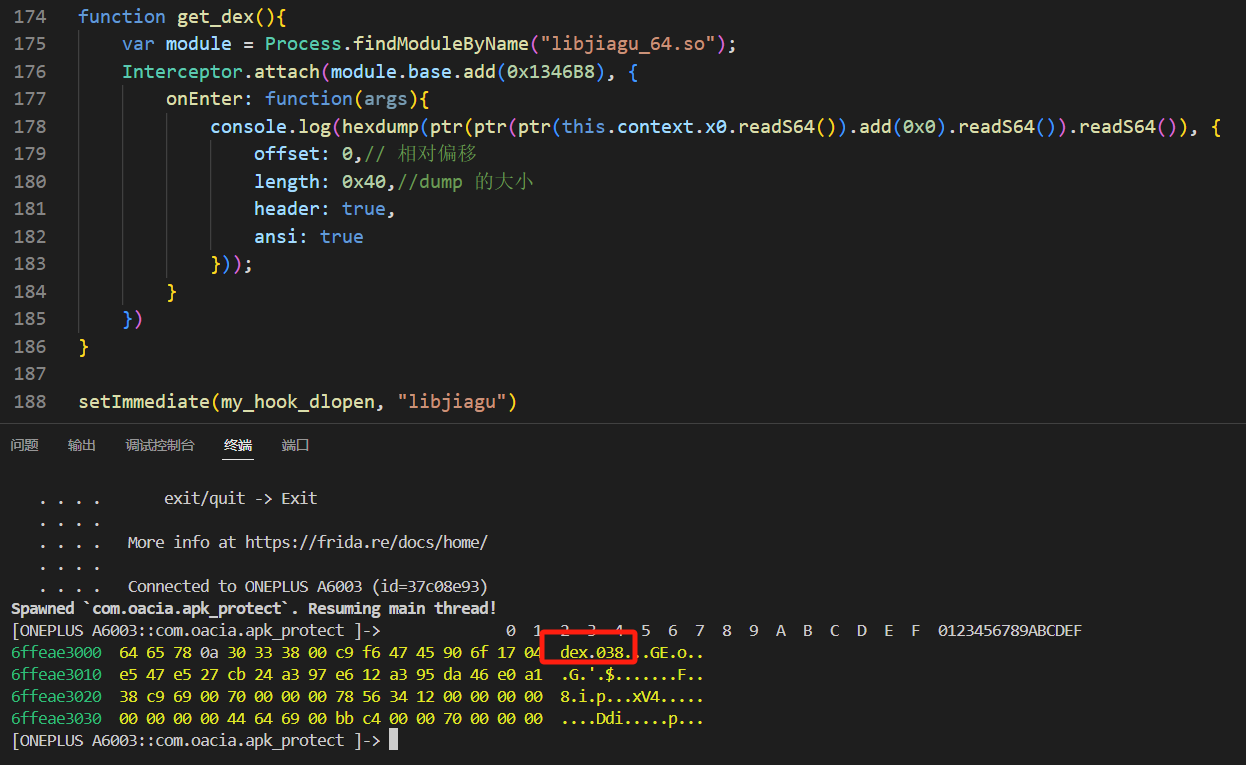 174 function get_dex(){
175 var module = Process.findModuleByName("libjiagu_64.so");
176 Interceptor.attach(module.base.add(0x1346B8), {
177 onEnter: function(args){
178 console.log(hexdump(ptr(ptr(ptr(this.context.x0.readS64()).add(0x0).readS64()).readS64()), {
179 offset: 0,// 相对偏移
180 length: 0x40,//dump 的大小
181 header: true,
182 ansi: true
183 }));
184 }
185 })
186 }
187
188 setImmediate(my_hook_dlopen, "libjiagu")
问题 输出 调试控制台 终端 端口
. . . . exit/quit -> Exit
. . . .
. . . . More info at https://frida.re/docs/home/
. . . .
. . . . Connected to ONEPLUS A6003 (id=37c08e93)
Spawned `com.oacia.apk_protect`. Resuming main thread!
[ONEPLUS A6003::com.oacia.apk_protect ]-> 0 1 2 3 4 5 6 7 8 9 A B C D E F 0123456789ABCDEF
6ffeae3000 64 65 78 0a 30 33 38 00 c9 f6 47 45 90 6f 17 04 dex.038...GE.o..
6ffeae3010 e5 47 e5 27 cb 24 a3 97 e6 12 a3 95 da 46 e0 a1 .G.'.$.......F..
6ffeae3020 38 c9 69 00 70 00 00 00 78 56 34 12 00 00 00 00 8.i.p...xV4.....
6ffeae3030 00 00 00 00 44 64 69 00 bb c4 00 00 70 00 00 00 ....Ddi.....p...
[ONEPLUS A6003::com.oacia.apk_protect ]->